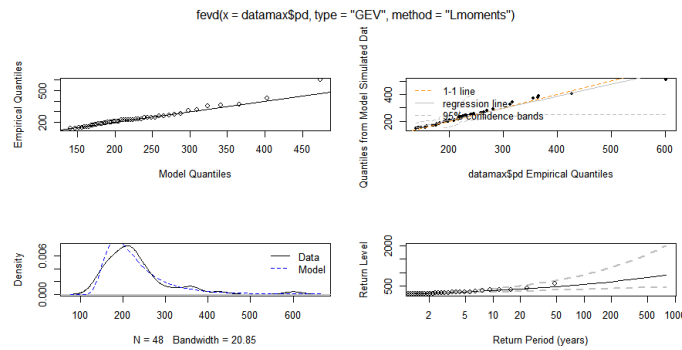 fevd(x = datamax$pd, type = "GEV", method = "Lmoments")
Empirical Quantiles
200
500
150 200 250 300 350 400 450
Model Quantiles
Quantiles from Model Simulated Dat
200
400
1-1 line
regression line
95% confidence bands
200 300 400 500 600
datamax$pd Empirical Quantiles
Density
0.000
0.006
Data
Model
100 200 300 400 500 600
N = 48 Bandwidth = 20.85
Return Level
500
2000
2 5 10 20 50 100 200 500 1000
Return Period (years)